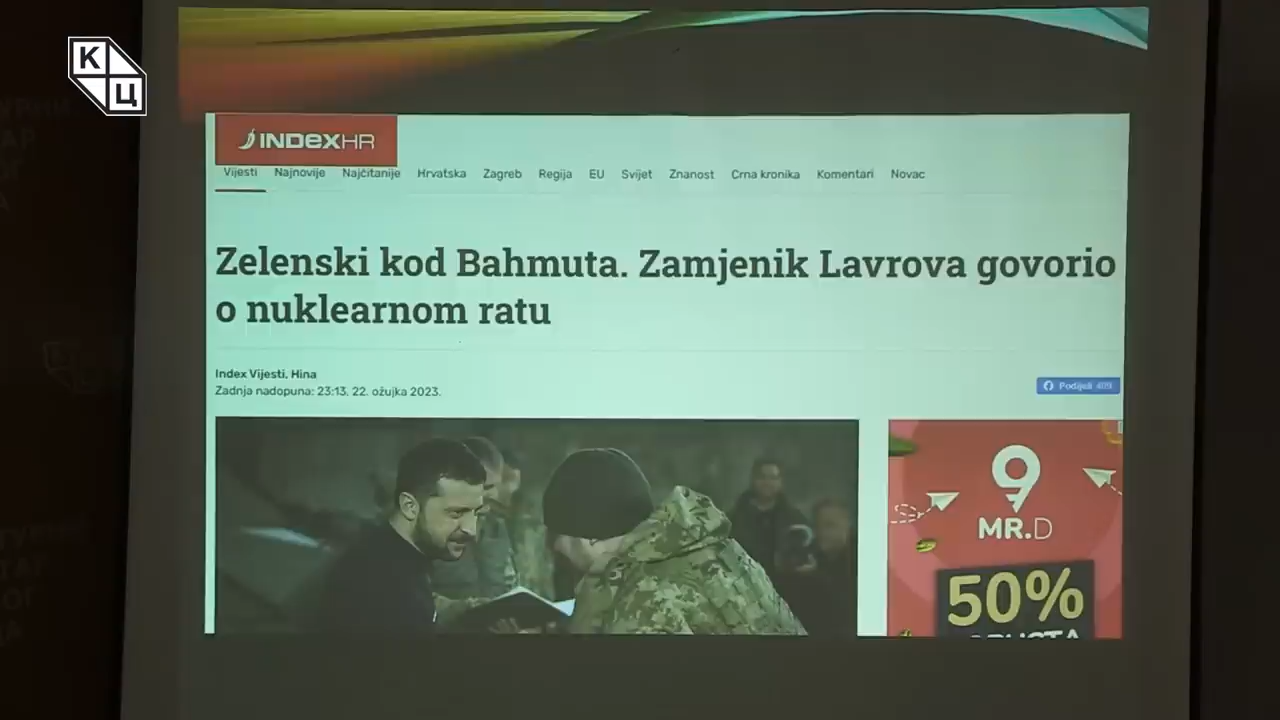 К
Ц
INDEXHR
Vijesti Najnovije Najčitanije Hrvatska Zagreb Regija EU Svijet Znanost Crna kronika Komentari Novac
Zelenski kod Bahmuta. Zamjenik Lavrova govorio
o nuklearnom ratu
Index Vijesti, Hina
Zadnja nadopuna: 23:13, 22. ožujka 2023.
Podijeli 489
9
MR.D
50%